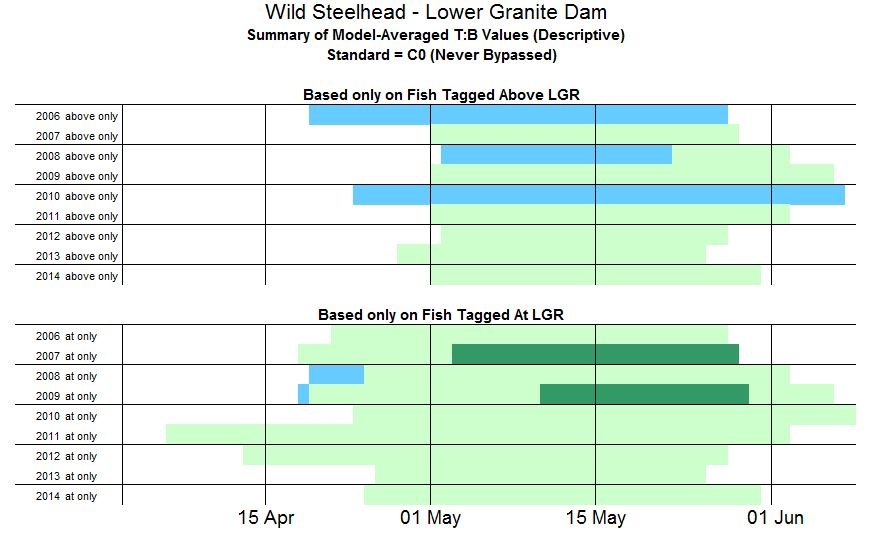 Wild Steelhead - Lower Granite Dam
Summary of Model-Averaged T:B Values (Descriptive)
Standard = C0 (Never Bypassed)
Based only on Fish Tagged Above LGR
2006 above only
2007 above only
2008 above only
2009 above only
2010 above only
2011 above only
2012 above only
2013 above only
2014 above only
Based only on Fish Tagged At LGR
2006 at only
2007 at only
2008 at only
2009 at only
2010 at only
2011 at only
2012 at only
2013 at only
2014 at only
15 Apr 01 May 15 May 01 Jun